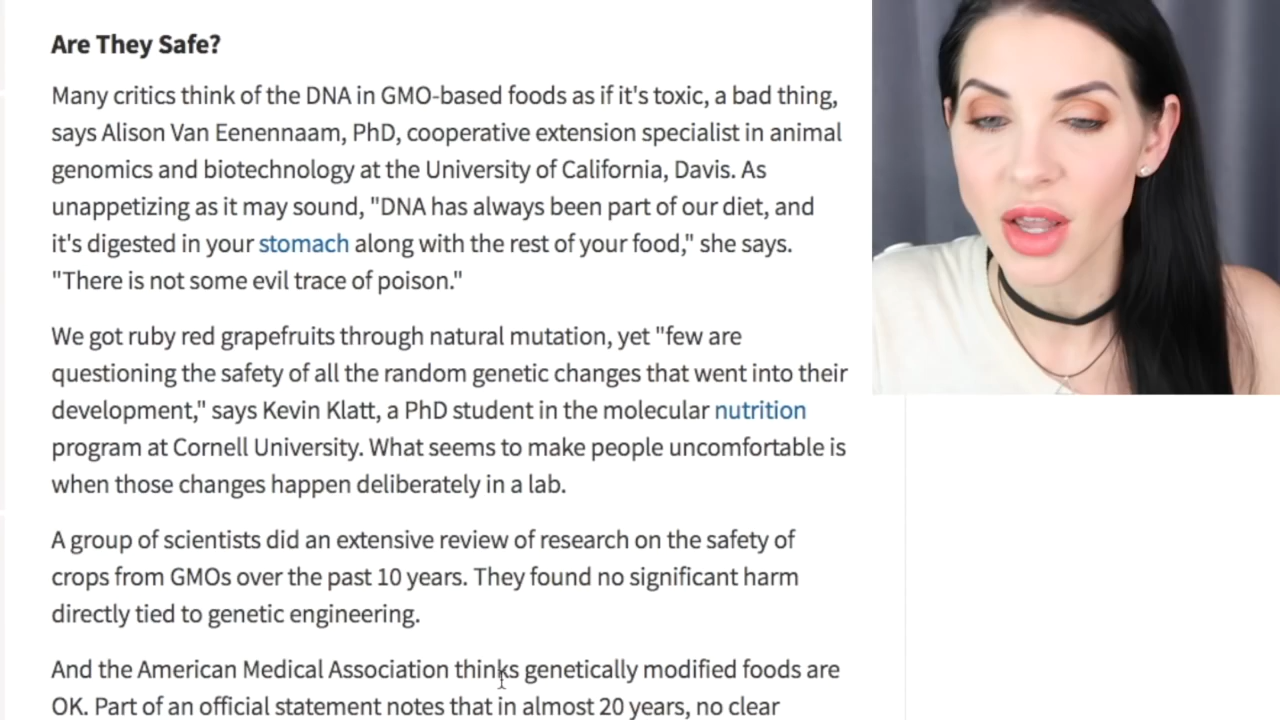 Are They Safe?
Many critics think of the DNA in GMO-based foods as if it's toxic, a bad thing,
says Alison Van Eenennaam, PhD, cooperative extension specialist in animal
genomics and biotechnology at the University of California, Davis. As
unappetizing as it may sound, "DNA has always been part of our diet, and
it's digested in your stomach along with the rest of your food," she says.
"There is not some evil trace of poison."
We got ruby red grapefruits through natural mutation, yet "few are
questioning the safety of all the random genetic changes that went into their
development," says Kevin Klatt, a PhD student in the molecular nutrition
program at Cornell University. What seems to make people uncomfortable is
when those changes happen deliberately in a lab.
A group of scientists did an extensive review of research on the safety of
crops from GMOs over the past 10 years. They found no significant harm
directly tied to genetic engineering.
And the American Medical Association thinks genetically modified foods are
OK. Part of an official statement notes that in almost 20 years, no clear